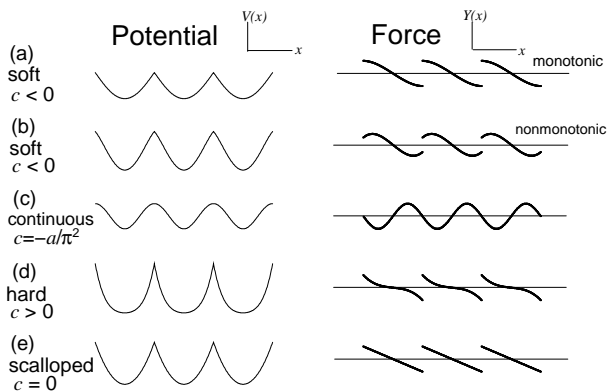 Potential
V(x)
x
Force
Y(x)
x
(a)
soft
c < 0
monotonic
(b)
soft
c < 0
nonmonotonic
(c)
continuous
c=−a/π²
(d)
hard
c > 0
(e)
scalloped
c = 0